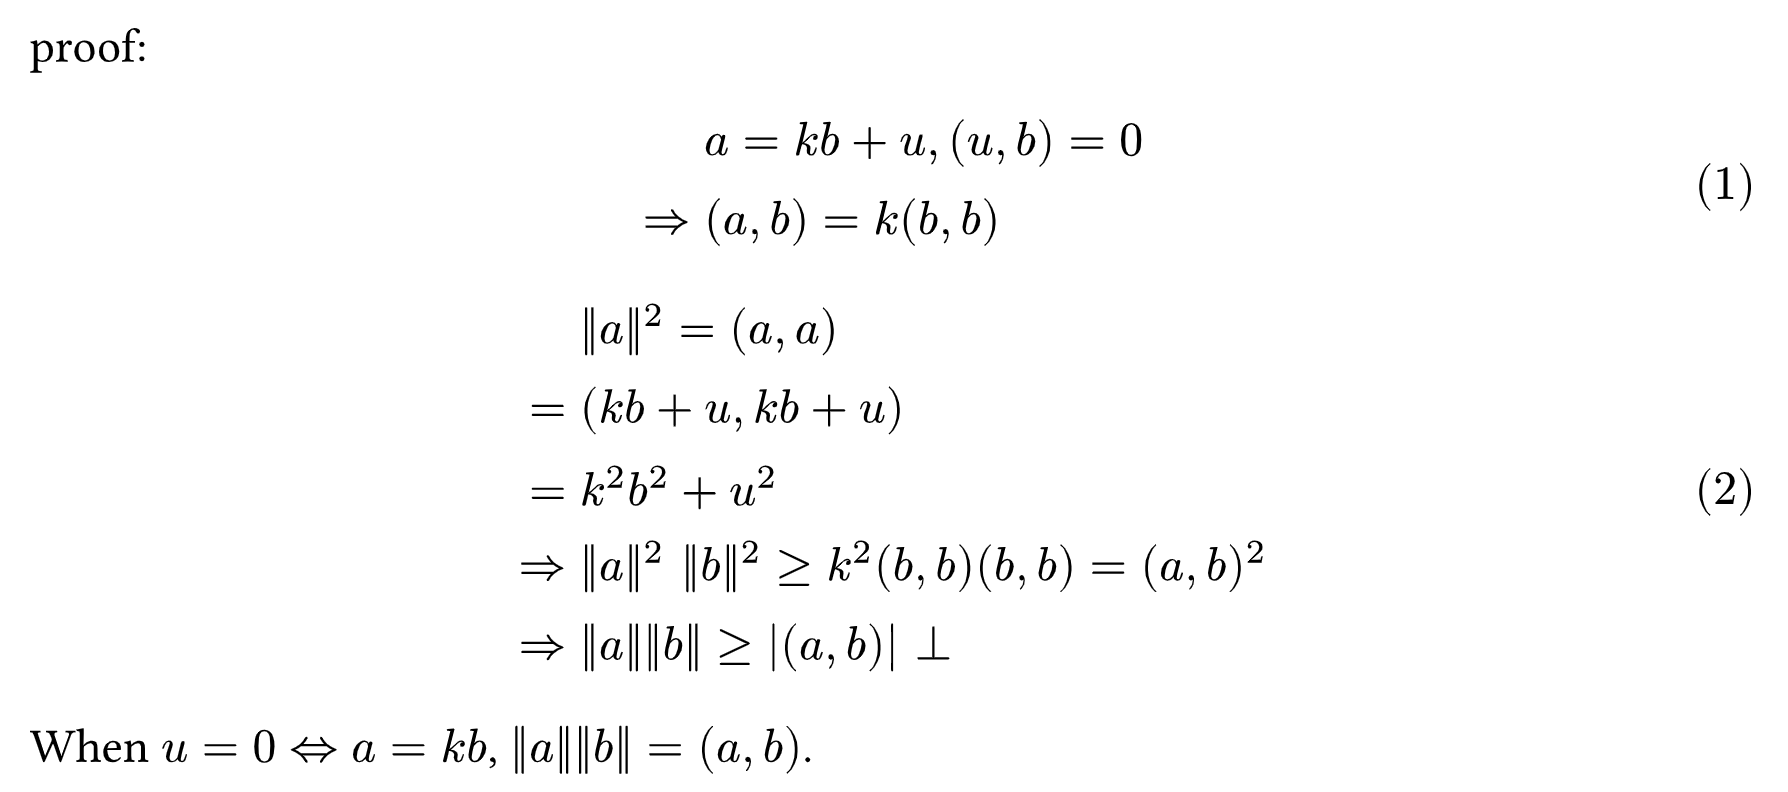 proof:
a = kb + u, (u, b) = 0
⇒ (a, b) = k(b, b)
(1)
‖a‖² = (a, a)
= (kb + u, kb + u)
= k²b² + u²
(2)
⇒ ‖a‖² ‖b‖² ≥ k²(b, b)(b, b) = (a, b)²
⇒ ‖a‖‖b‖ ≥ |(a, b)| ⊥
When u = 0 ⇔ a = kb, ‖a‖‖b‖ = (a, b).